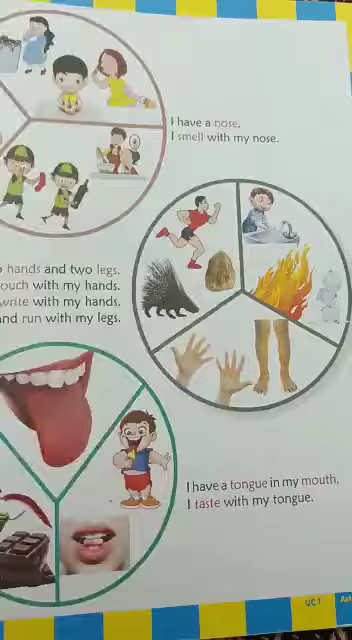 I have a nose.
I smell with my nose.
hands and two legs.
ouch with my hands.
write with my hands.
nd run with my legs.
I have a tongue in my mouth.
I taste with my tongue.
UC 1